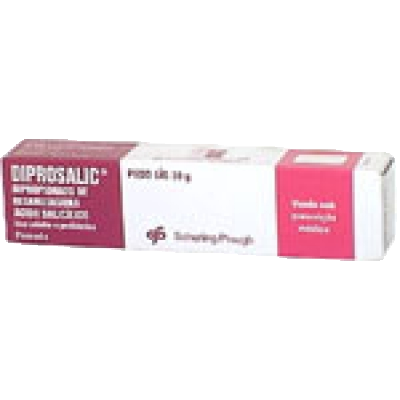 DIPROSALIC®
DIPROPIONATO DE
BETAMETASONA
ÁCIDO SALICÍLICO
Uso adulto e pediátrico
Pomada
PESO LÍQ. 30 g
Schering-Plough
Venda sob
prescrição
médica